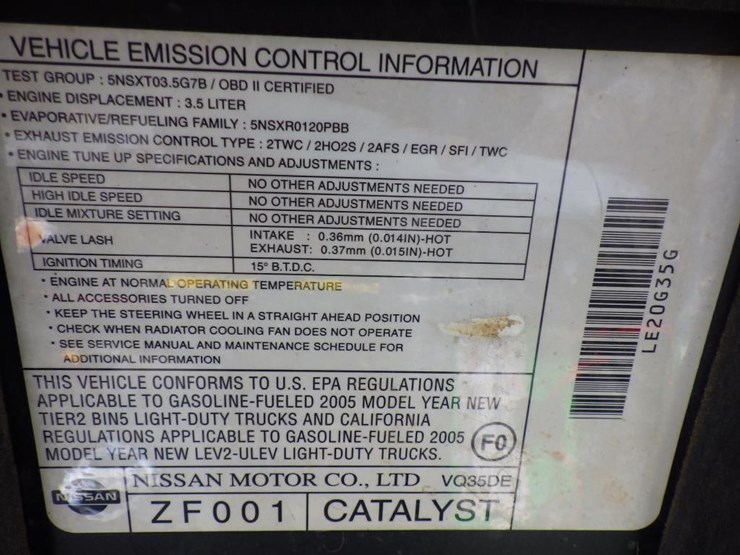 VEHICLE EMISSION CONTROL INFORMATION
TEST GROUP : 5NSXT03.5G7B / OBD II CERTIFIED
• ENGINE DISPLACEMENT : 3.5 LITER
• EVAPORATIVE/REFUELING FAMILY : 5NSXR0120PBB
• EXHAUST EMISSION CONTROL TYPE : 2TWC / 2HO2S / 2AFS / EGR / SFI / TWC
• ENGINE TUNE UP SPECIFICATIONS AND ADJUSTMENTS :
IDLE SPEED NO OTHER ADJUSTMENTS NEEDED
HIGH IDLE SPEED NO OTHER ADJUSTMENTS NEEDED
IDLE MIXTURE SETTING NO OTHER ADJUSTMENTS NEEDED
VALVE LASH INTAKE : 0.36mm (0.014IN)-HOT
EXHAUST: 0.37mm (0.015IN)-HOT
IGNITION TIMING 15° B.T.D.C.
• ENGINE AT NORMAL OPERATING TEMPERATURE
• ALL ACCESSORIES TURNED OFF
• KEEP THE STEERING WHEEL IN A STRAIGHT AHEAD POSITION
• CHECK WHEN RADIATOR COOLING FAN DOES NOT OPERATE
• SEE SERVICE MANUAL AND MAINTENANCE SCHEDULE FOR
ADDITIONAL INFORMATION
THIS VEHICLE CONFORMS TO U.S. EPA REGULATIONS
APPLICABLE TO GASOLINE-FUELED 2005 MODEL YEAR NEW
TIER2 BIN5 LIGHT-DUTY TRUCKS AND CALIFORNIA
REGULATIONS APPLICABLE TO GASOLINE-FUELED 2005
MODEL YEAR NEW LEV2-ULEV LIGHT-DUTY TRUCKS.
F0
NISSAN
NISSAN MOTOR CO., LTD VQ35DE
ZF001 CATALYST
LE20G35G